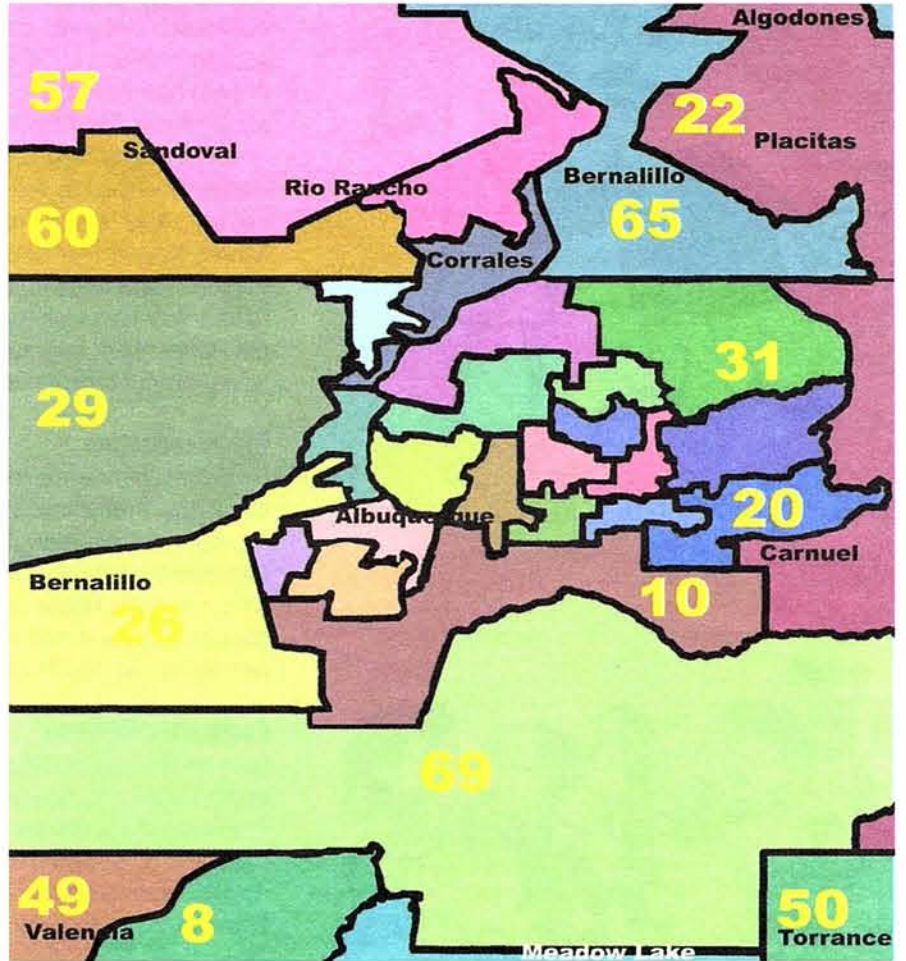 Algodones
57
22
Placitas
Sandoval
Rio Rancho
Bernalillo
60
65
Corrales
31
29
20
Albuquerque
Carnuel
Bernalillo
26
10
69
49
8
50
Valencia
Torrance
Meadow Lake